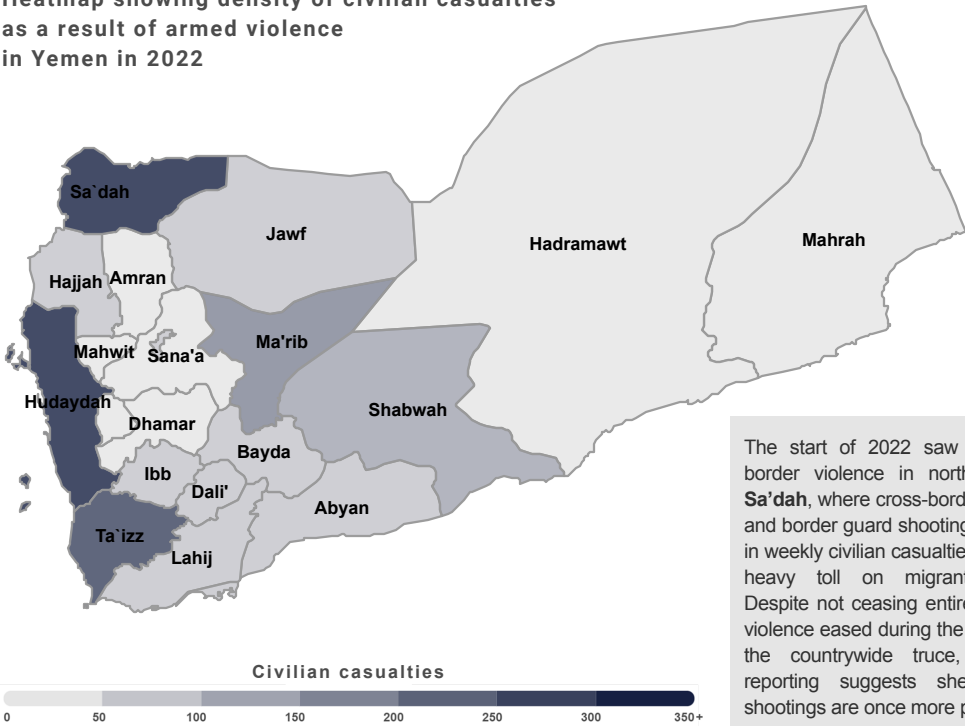 Heatmap showing density of civilian casualties
as a result of armed violence
in Yemen in 2022
Sa`dah
Jawf
Hadramawt
Mahrah
Hajjah
Amran
Ma'rib
Mahwit
Sana'a
Hudaydah
Shabwah
Dhamar
Bayda
Ibb
Dali'
Abyan
Ta`izz
Lahij
The start of 2022 saw
border violence in north
Sa’dah, where cross-bord
and border guard shooting
in weekly civilian casualtie
heavy toll on migrant
Despite not ceasing entire
violence eased during the
the countrywide truce,
reporting suggests she
shootings are once more p
Civilian casualties
0 50 100 150 200 250 300 350+